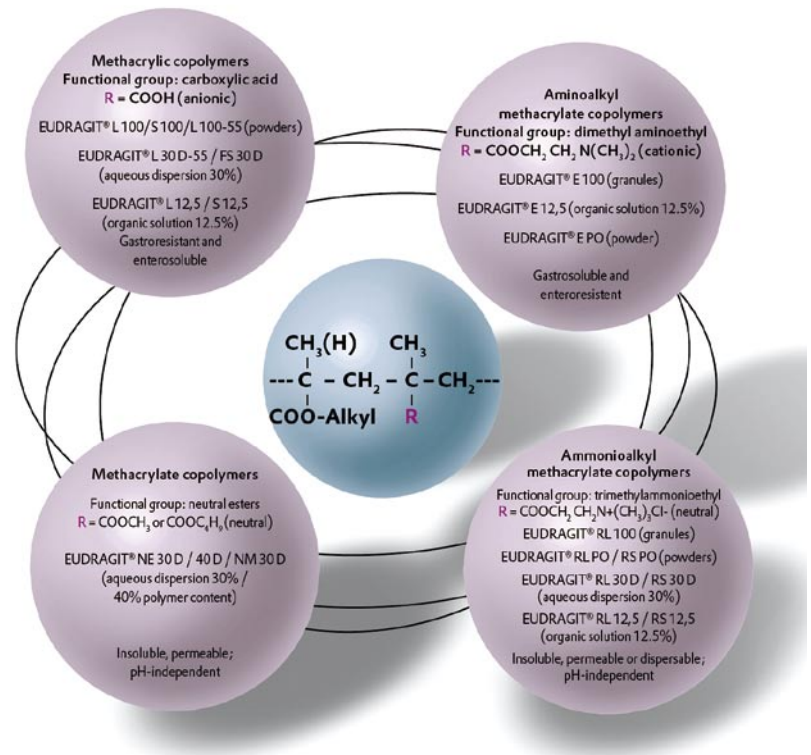 Methacrylic copolymers
Functional group: carboxylic acid
R = COOH (anionic)
EUDRAGIT® L 100/S 100/L 100-55 (powders)
EUDRAGIT® L 30 D-55 / FS 30 D
(aqueous dispersion 30%)
EUDRAGIT® L 12,5 / S 12,5
(organic solution 12.5%)
Gastroresistant and
enterosoluble
Aminoalkyl
methacrylate copolymers
Functional group: dimethyl aminoethyl
R = COOCH₂ CH₂ N(CH₃)₂ (cationic)
EUDRAGIT® E 100 (granules)
EUDRAGIT® E 12,5 (organic solution 12.5%)
EUDRAGIT® E PO (powder)
Gastrosoluble and
enteroresistent
CH₃(H) CH₃
--- C – CH₂ – C – CH₂---
COO-Alkyl R
Methacrylate copolymers
Functional group: neutral esters
R = COOCH₃ or COOC₄H₉ (neutral)
EUDRAGIT® NE 30 D / 40 D / NM 30 D
(aqueous dispersion 30% /
40% polymer content)
Insoluble, permeable;
pH-independent
Ammonioalkyl
methacrylate copolymers
Functional group: trimethylammonioethyl
R = COOCH₂ CH₂N+(CH₃)₃Cl- (neutral)
EUDRAGIT® RL 100 (granules)
EUDRAGIT® RL PO / RS PO (powders)
EUDRAGIT® RL 30 D / RS 30 D
(aqueous dispersion 30%)
EUDRAGIT® RL 12,5 / RS 12,5
(organic solution 12.5%)
Insoluble, permeable or dispersable;
pH-independent